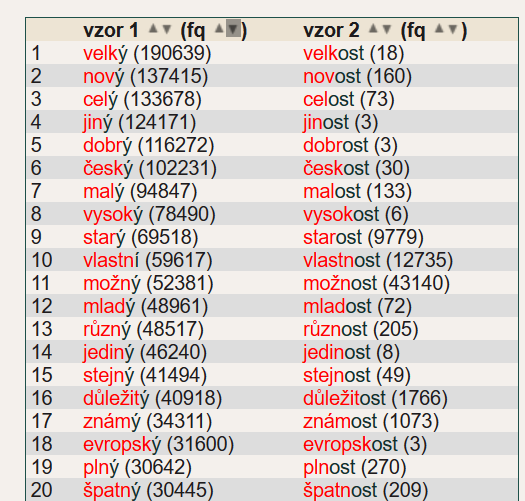 vzor 1 ▲▼ (fq ▲▼) vzor 2 ▲▼ (fq ▲▼)
1 velký (190639) velkost (18)
2 nový (137415) novost (160)
3 celý (133678) celost (73)
4 jiný (124171) jinost (3)
5 dobrý (116272) dobrost (3)
6 český (102231) českost (30)
7 malý (94847) malost (133)
8 vysoký (78490) vysokost (6)
9 starý (69518) starost (9779)
10 vlastní (59617) vlastnost (12735)
11 možný (52381) možnost (43140)
12 mladý (48961) mladost (72)
13 různý (48517) různost (205)
14 jediný (46240) jedinost (8)
15 stejný (41494) stejnost (49)
16 důležitý (40918) důležitost (1766)
17 známý (34311) známost (1073)
18 evropský (31600) evropskost (3)
19 plný (30642) plnost (270)
20 špatný (30445) špatnost (209)